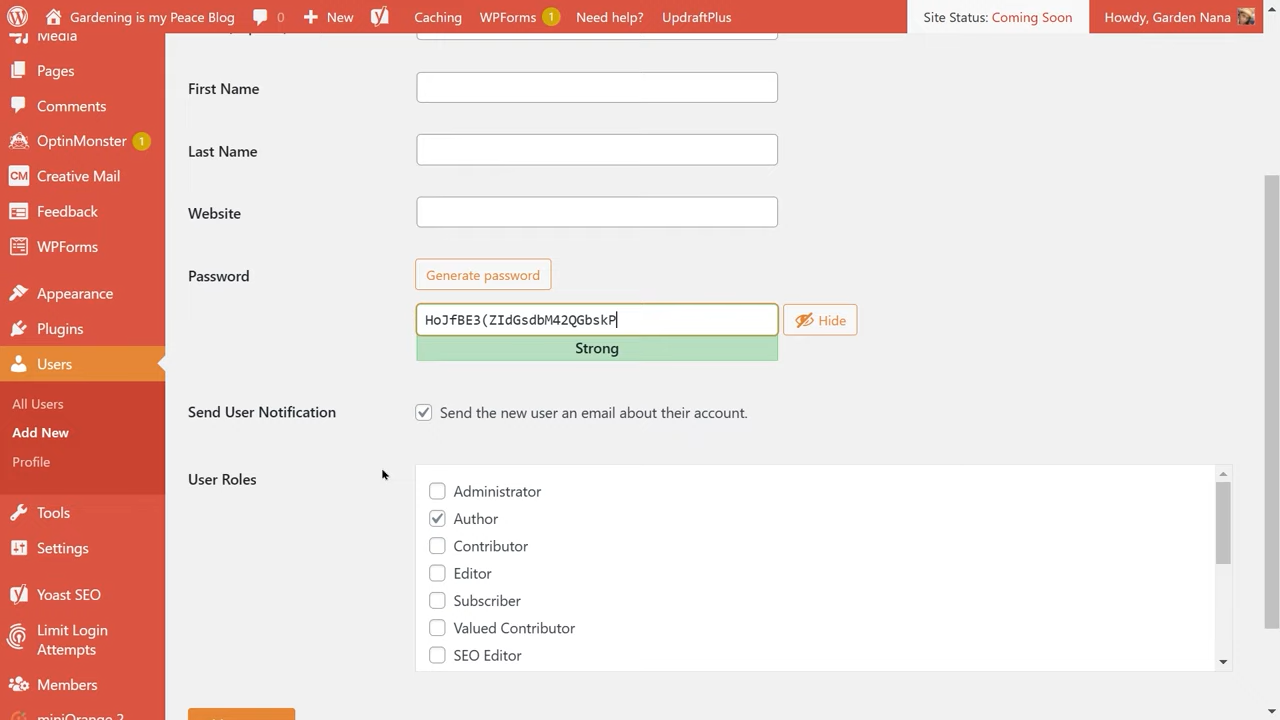 Gardening is my Peace Blog 0 New Caching WPForms 1 Need help? UpdraftPlus Site Status: Coming Soon Howdy, Garden Nana
Media
Pages
Comments
OptinMonster 1
CM Creative Mail
Feedback
WPForms
Appearance
Plugins
Users
All Users
Add New
Profile
Tools
Settings
Yoast SEO
Limit Login
Attempts
Members
miniOrange 2
First Name
Last Name
Website
Password Generate password
HoJfBE3(ZIdGsdbM42QGbskP Hide
Strong
Send User Notification Send the new user an email about their account.
User Roles
Administrator
Author
Contributor
Editor
Subscriber
Valued Contributor
SEO Editor